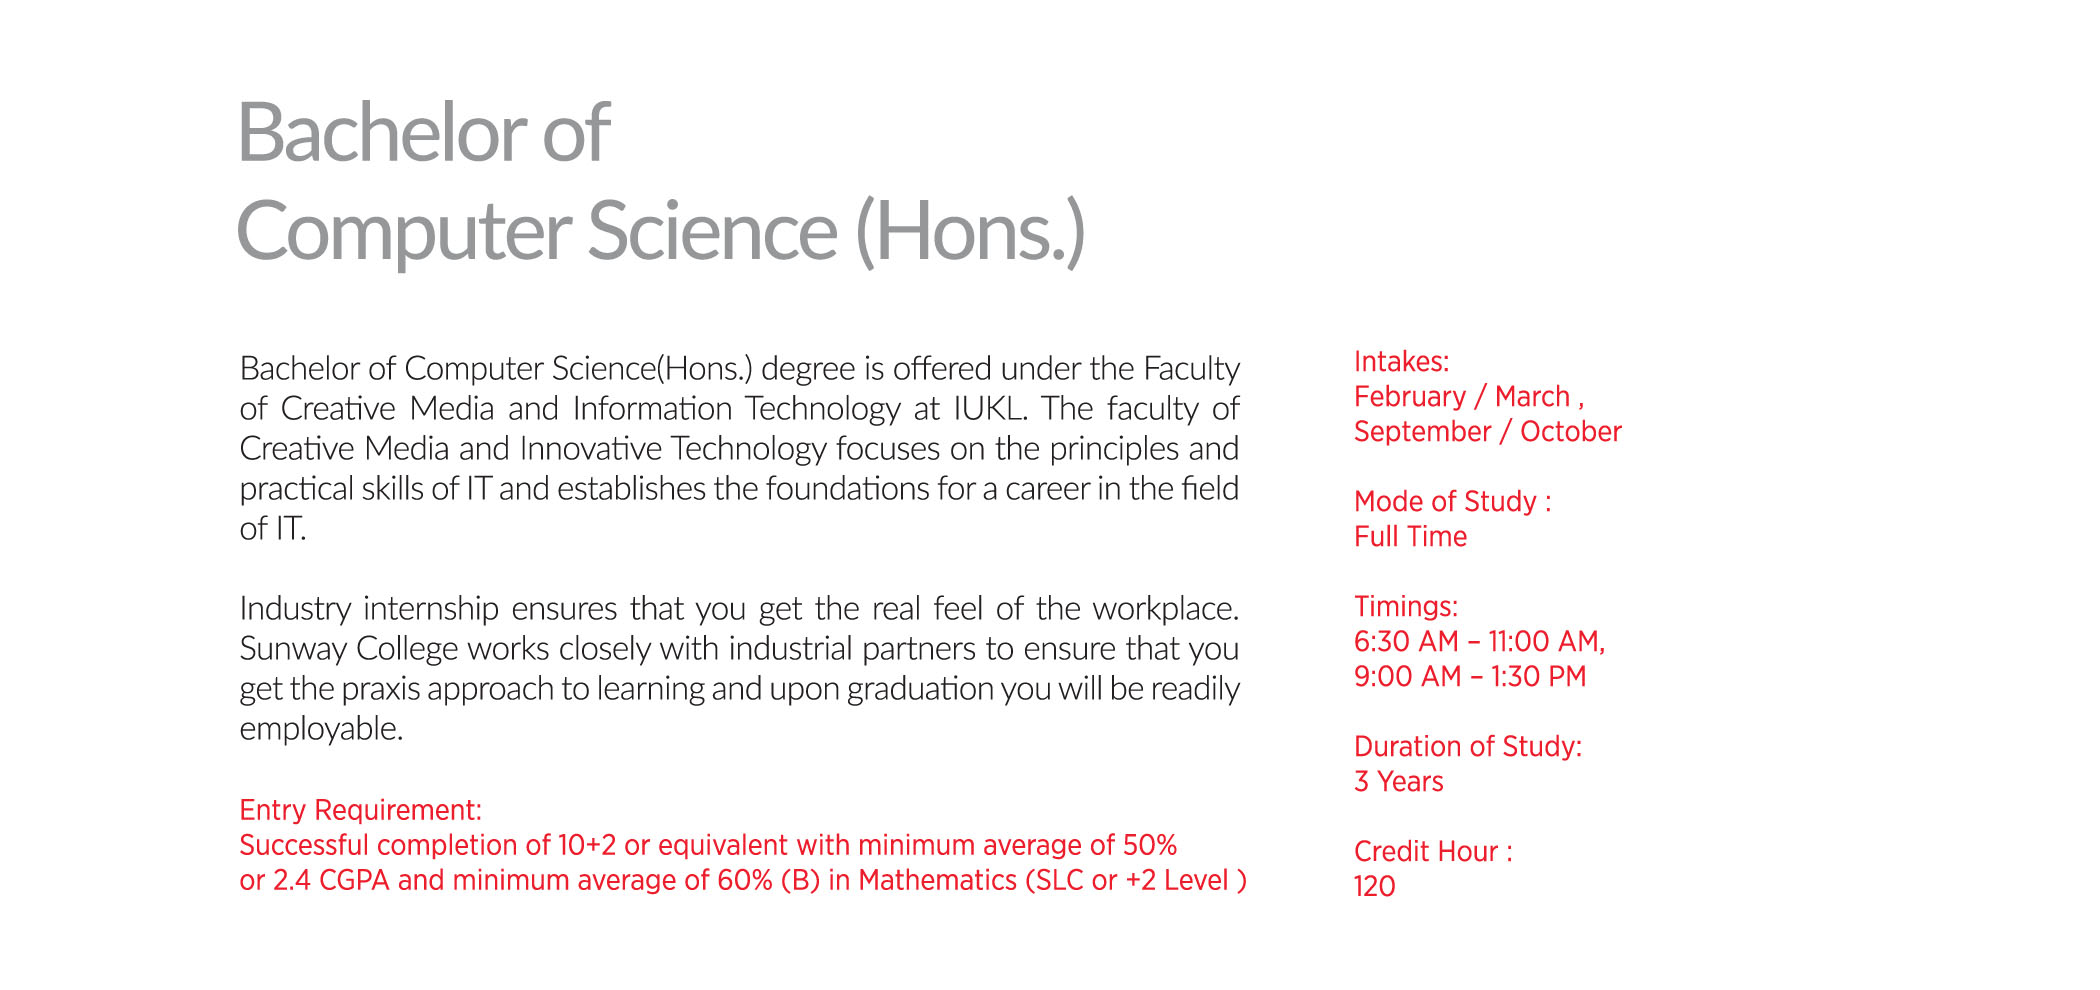 Bachelor of
Computer Science (Hons.)
Bachelor of Computer Science(Hons.) degree is offered under the Faculty
of Creative Media and Information Technology at IUKL. The faculty of
Creative Media and Innovative Technology focuses on the principles and
practical skills of IT and establishes the foundations for a career in the field
of IT.
Industry internship ensures that you get the real feel of the workplace.
Sunway College works closely with industrial partners to ensure that you
get the praxis approach to learning and upon graduation you will be readily
employable.
Entry Requirement:
Successful completion of 10+2 or equivalent with minimum average of 50%
or 2.4 CGPA and minimum average of 60% (B) in Mathematics (SLC or +2 Level )
Intakes:
February / March ,
September / October
Mode of Study :
Full Time
Timings:
6:30 AM – 11:00 AM,
9:00 AM – 1:30 PM
Duration of Study:
3 Years
Credit Hour :
120